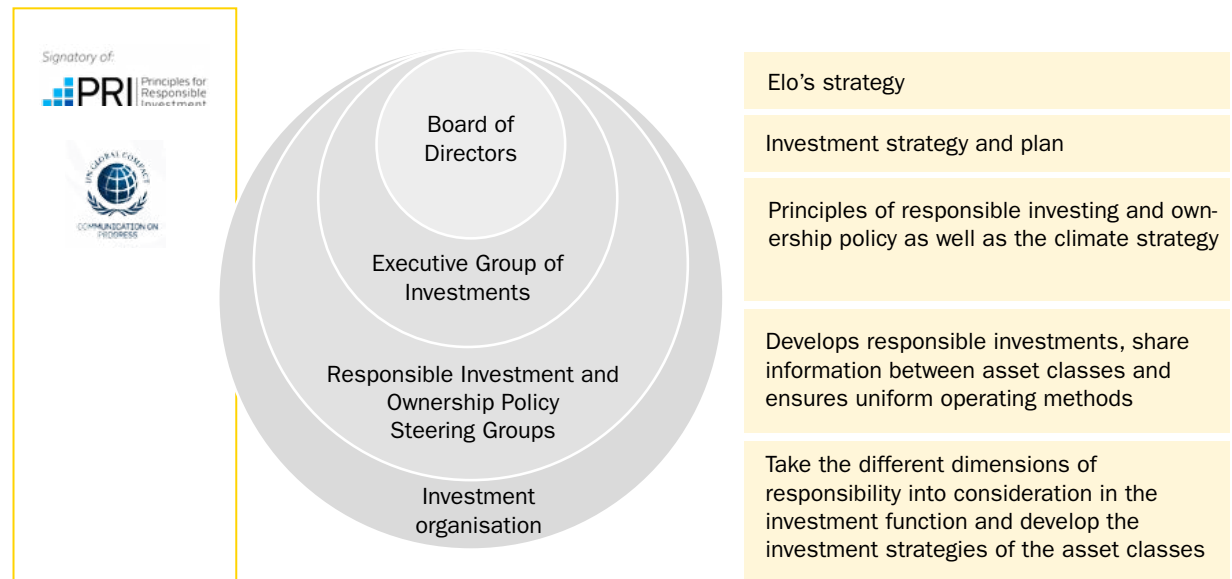 Signatory of:
PRI
Principles for
Responsible
Investment
UN GLOBAL COMPACT
COMMUNICATION ON
PROGRESS
Board of
Directors
Executive Group of
Investments
Responsible Investment and
Ownership Policy
Steering Groups
Investment
organisation
Elo’s strategy
Investment strategy and plan
Principles of responsible investing and own-
ership policy as well as the climate strategy
Develops responsible investments, share
information between asset classes and
ensures uniform operating methods
Take the different dimensions of
responsibility into consideration in the
investment function and develop the
investment strategies of the asset classes